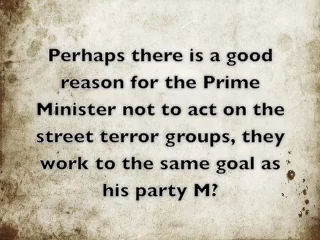 Perhaps there is a good
reason for the Prime
Minister not to act on the
street terror groups, they
work to the same goal as
his party M?